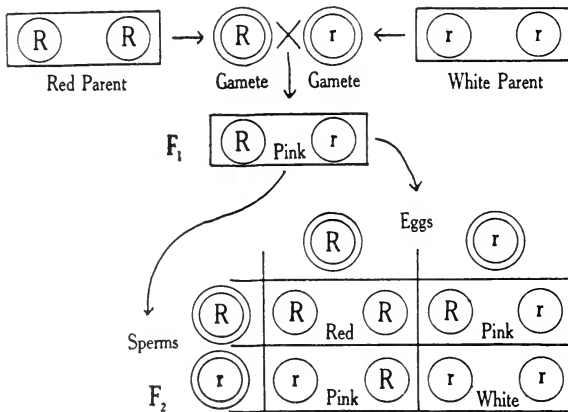 R R R r r r
Red Parent Gamete Gamete White Parent
F₁ R Pink r
Eggs
R r
Sperms R R Red R R Pink r
F₂ r r Pink R r White r